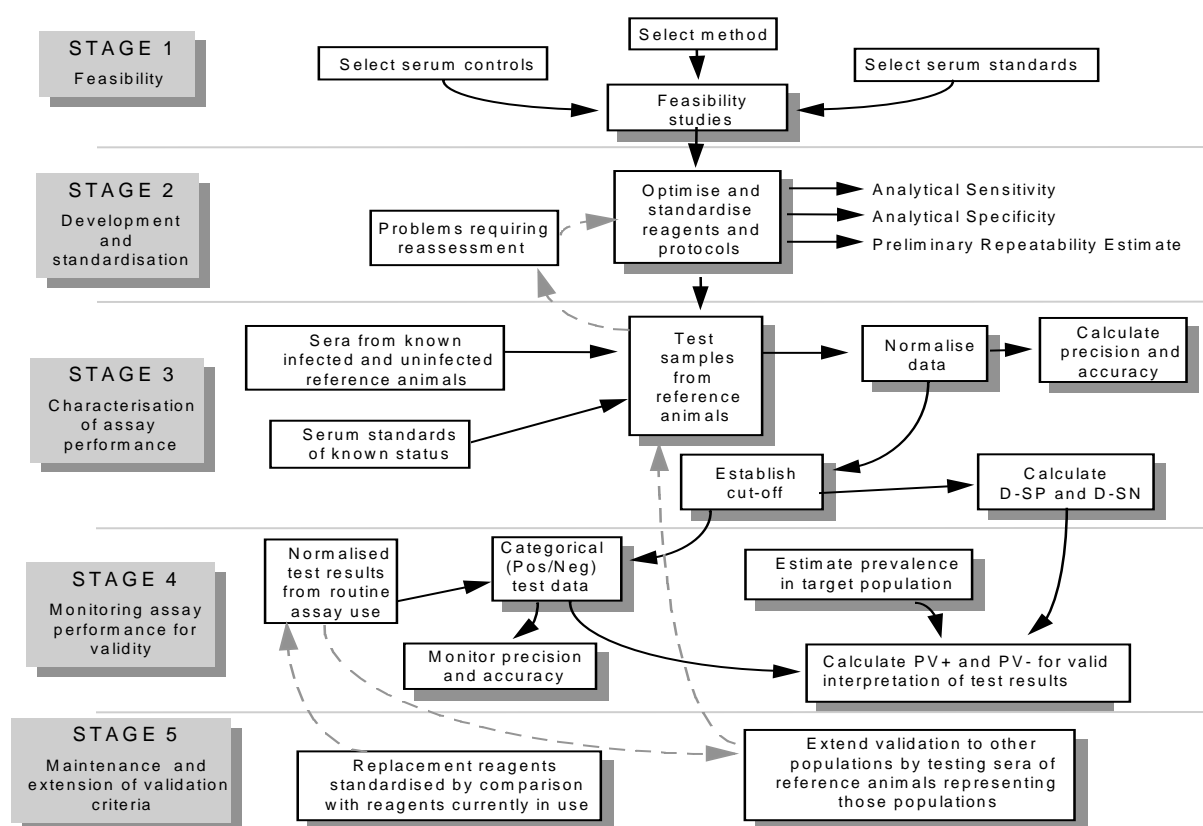 STAGE 1
Feasibility
Select method
Select serum controls
Select serum standards
Feasibility
studies
STAGE 2
Development
and
standardisation
Problems requiring
reassessment
Optimise and
standardise
reagents and
protocols
Analytical Sensitivity
Analytical Specificity
Preliminary Repeatability Estimate
STAGE 3
Characterisation
of assay
performance
Sera from known
infected and uninfected
reference animals
Serum standards
of known status
Test
samples
from
reference
animals
Normalise
data
Calculate
precision and
accuracy
Establish
cut-off
Calculate
D-SP and D-SN
STAGE 4
Monitoring assay
performance for
validity
Normalised
test results
from routine
assay use
Categorical
(Pos/Neg)
test data
Estimate prevalence
in target population
Monitor precision
and accuracy
Calculate PV+ and PV- for valid
interpretation of test results
STAGE 5
Maintenance and
extension of validation
criteria
Replacement reagents
standardised by comparison
with reagents currently in use
Extend validation to other
populations by testing sera of
reference animals representing
those populations